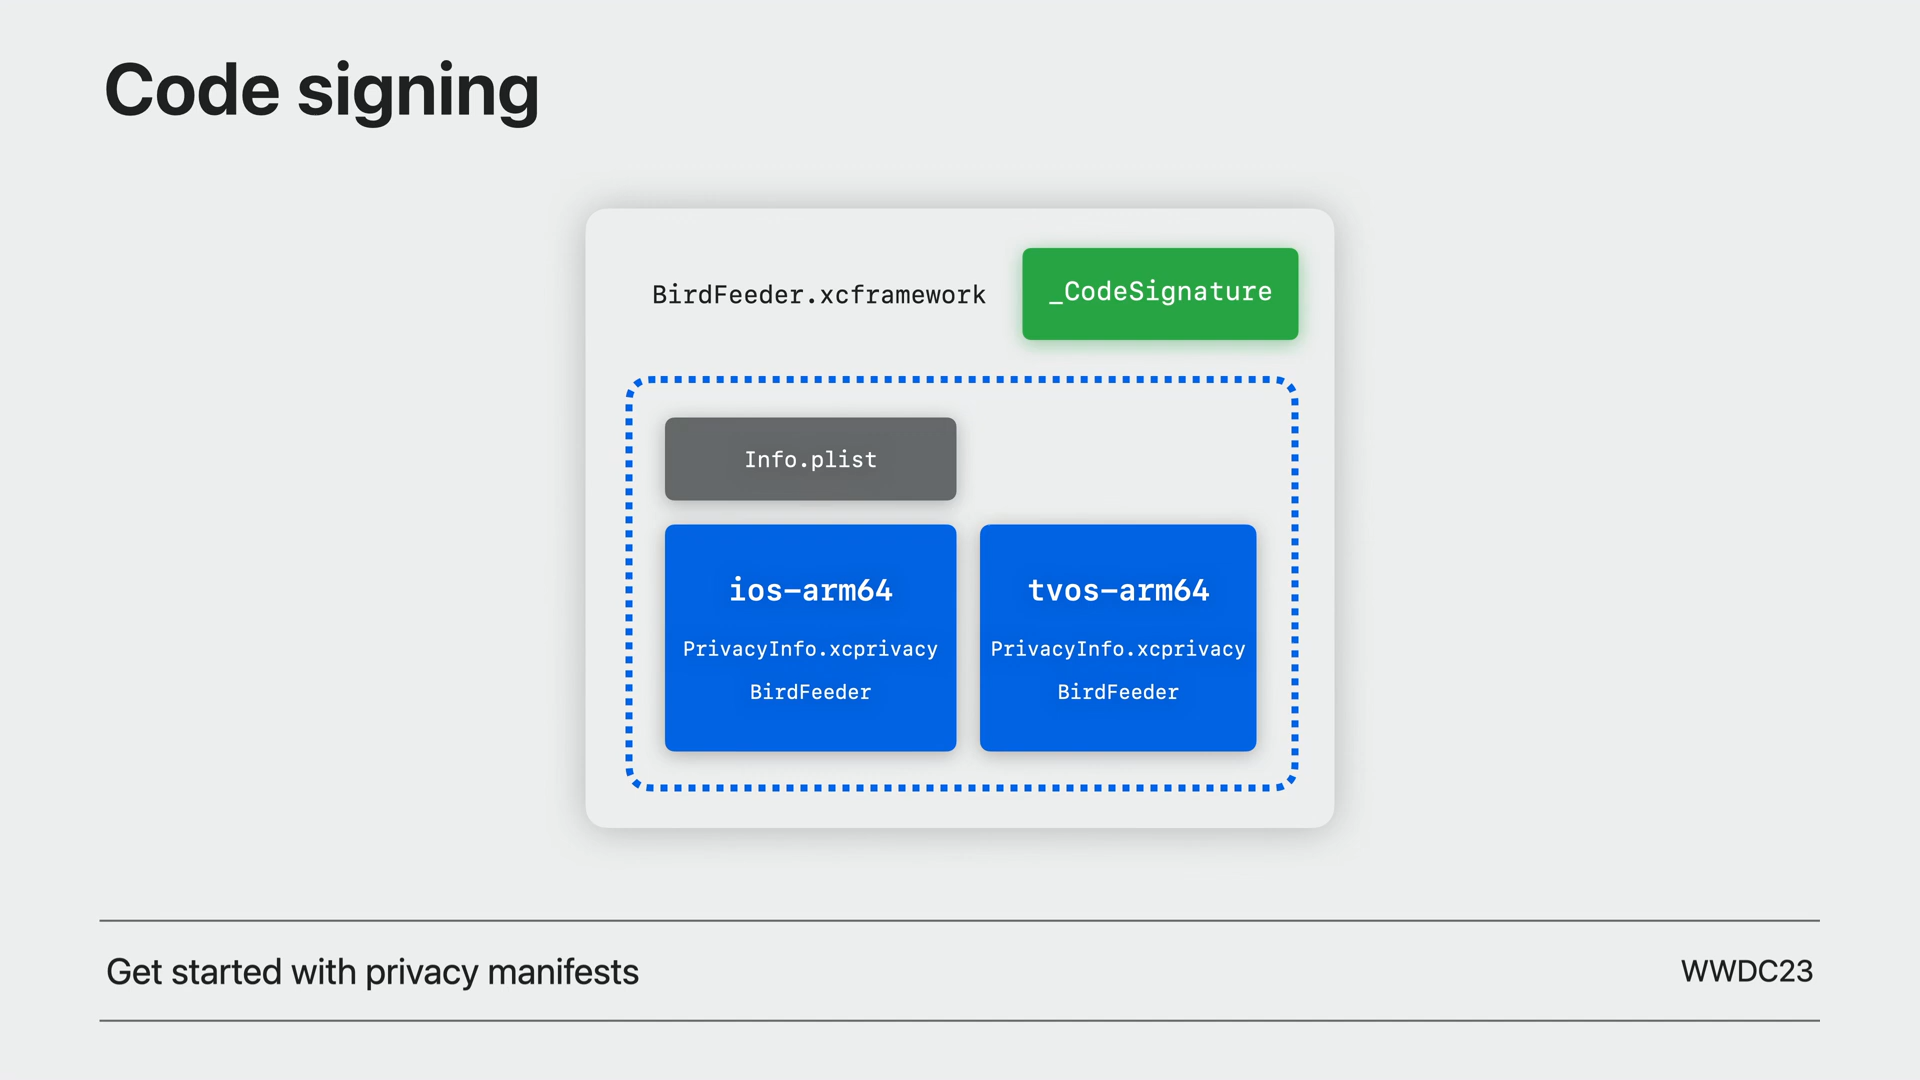 Code signing
BirdFeeder.xcframework
_CodeSignature
Info.plist
ios-arm64
PrivacyInfo.xcprivacy
BirdFeeder
tvos-arm64
PrivacyInfo.xcprivacy
BirdFeeder
Get started with privacy manifests
WWDC23